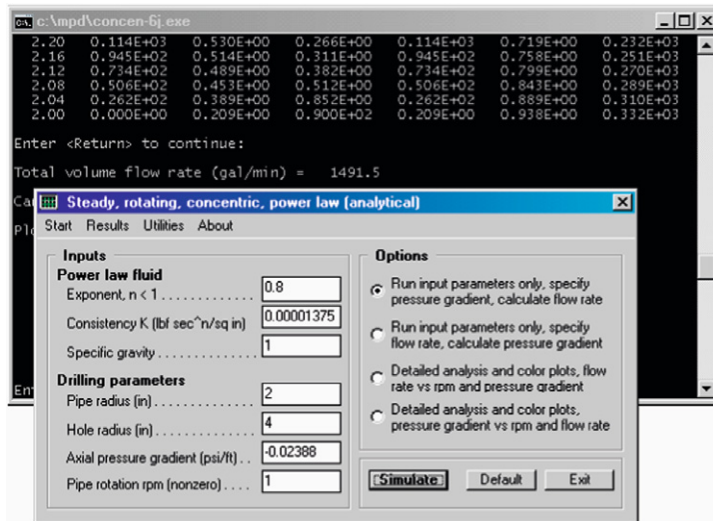 c:\mpd\concen-6j.exe
2.20 0.114E+03 0.530E+00 0.266E+00 0.114E+03 0.719E+00 0.232E+03
2.16 0.945E+02 0.514E+00 0.311E+00 0.945E+02 0.758E+00 0.251E+03
2.12 0.734E+02 0.489E+00 0.382E+00 0.734E+02 0.799E+00 0.270E+03
2.08 0.506E+02 0.453E+00 0.512E+00 0.506E+02 0.843E+00 0.289E+03
2.04 0.262E+02 0.389E+00 0.852E+00 0.262E+02 0.889E+00 0.310E+03
2.00 0.000E+00 0.209E+00 0.900E+02 0.209E+00 0.938E+00 0.332E+03
Enter <Return> to continue:
Total volume flow rate (gal/min) = 1491.5
Ca
Steady, rotating, concentric, power law (analytical)
Plo
Start Results Utilities About
Inputs
Power law fluid
Exponent, n < 1 . . . . . . . . . . . . . 0.8
Consistency K (lbf sec^n/sq in) 0.00001375
Specific gravity . . . . . . . . . . . . . 1
Ent
Drilling parameters
Pipe radius (in) . . . . . . . . . . . . . 2
Hole radius (in) . . . . . . . . . . . . . 4
Axial pressure gradient (psi/ft) . . -0.02388
Pipe rotation rpm (nonzero) . . . . 1
Options
Run input parameters only, specify
pressure gradient, calculate flow rate
Run input parameters only, specify
flow rate, calculate pressure gradient
Detailed analysis and color plots, flow
rate vs rpm and pressure gradient
Detailed analysis and color plots,
pressure gradient vs rpm and flow rate
Simulate Default Exit